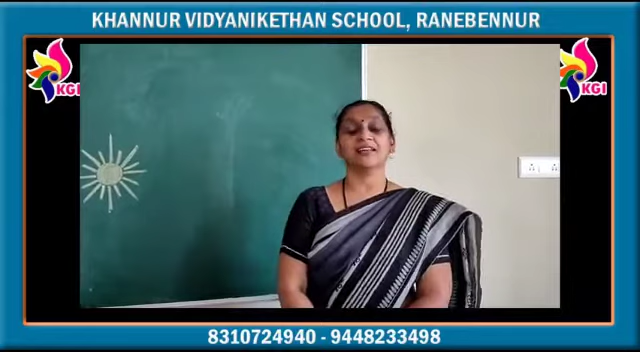 KHANNUR VIDYANIKETHAN SCHOOL, RANEBENNUR
KGI
KGI
8310724940 - 9448233498